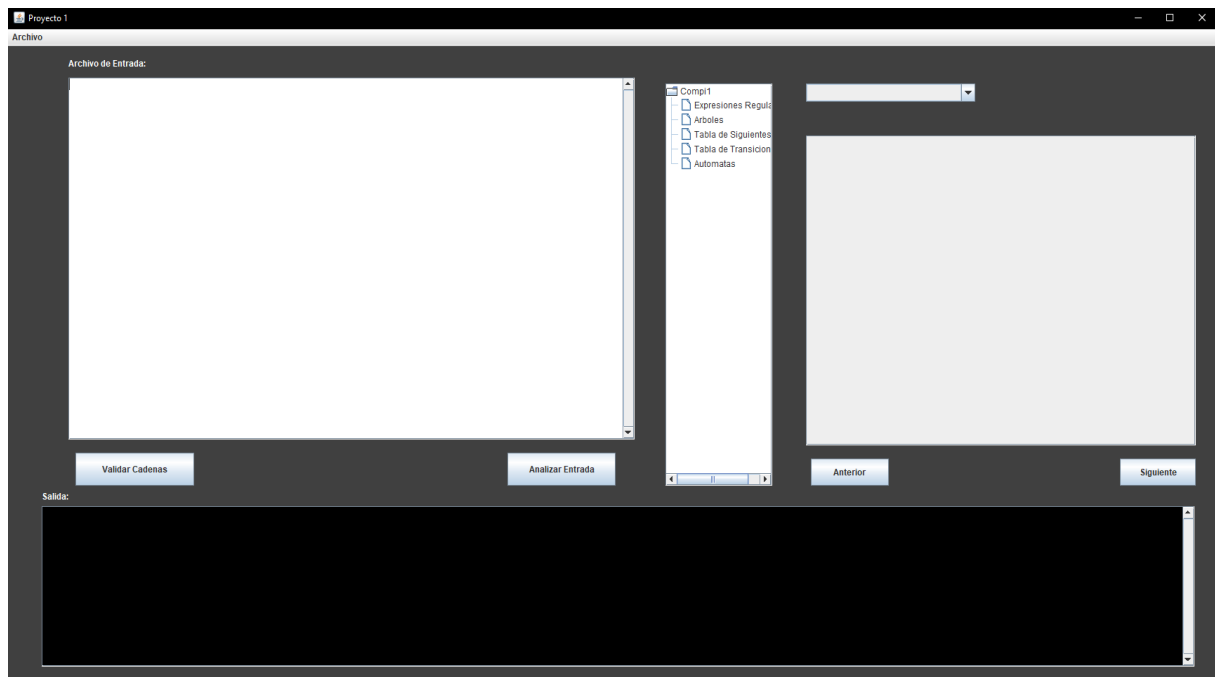 Proyecto 1
Archivo
Archivo de Entrada:
Compi1
Expresiones Regula
Arboles
Tabla de Siguientes
Tabla de Transicion
Automatas
Validar Cadenas
Analizar Entrada
Anterior
Siguiente
Salida: